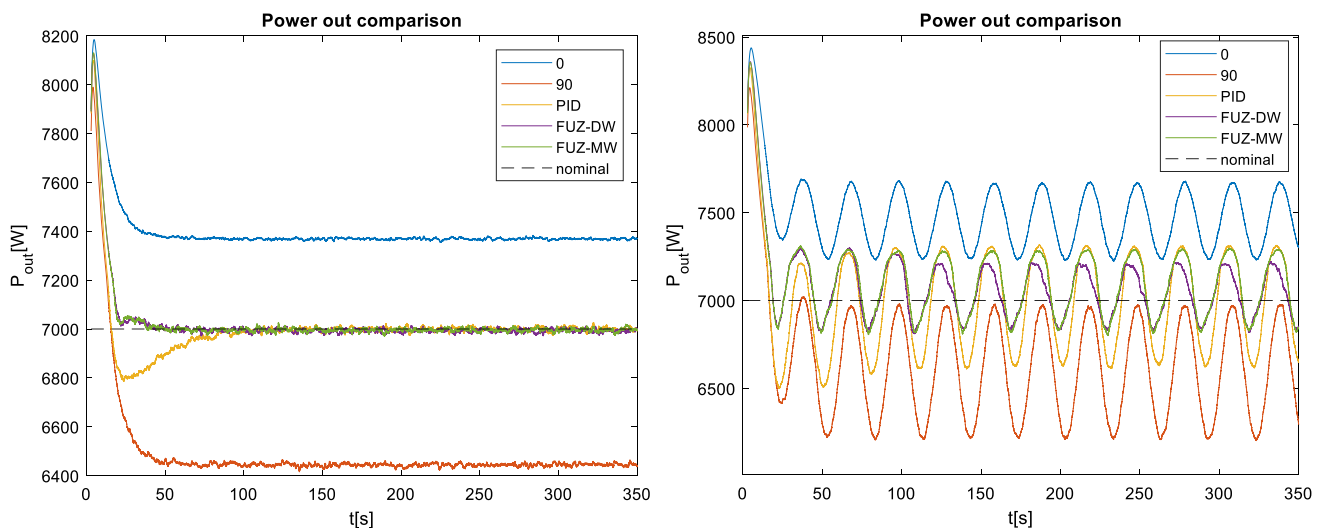 Power out comparison
8200
8000
7800
7600
7400
7200
7000
6800
6600
6400
P_out[W]
0
90
PID
FUZ-DW
FUZ-MW
nominal
0 50 100 150 200 250 300 350
t[s]
Power out comparison
8500
8000
7500
7000
6500
P_out[W]
0
90
PID
FUZ-DW
FUZ-MW
nominal
0 50 100 150 200 250 300 350
t[s]